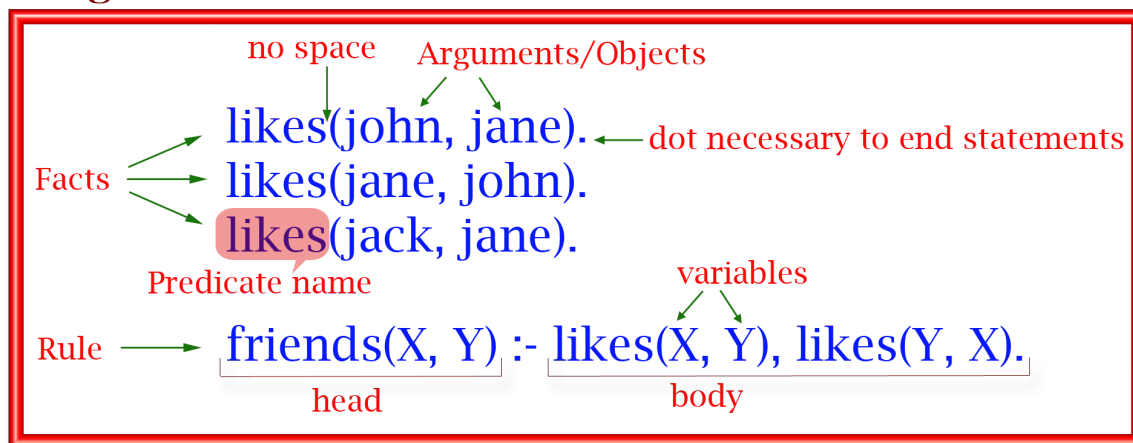 no space
Arguments/Objects
likes(john, jane).
dot necessary to end statements
Facts
likes(jane, john).
likes(jack, jane).
Predicate name
variables
Rule
friends(X, Y) :- likes(X, Y), likes(Y, X).
head
body